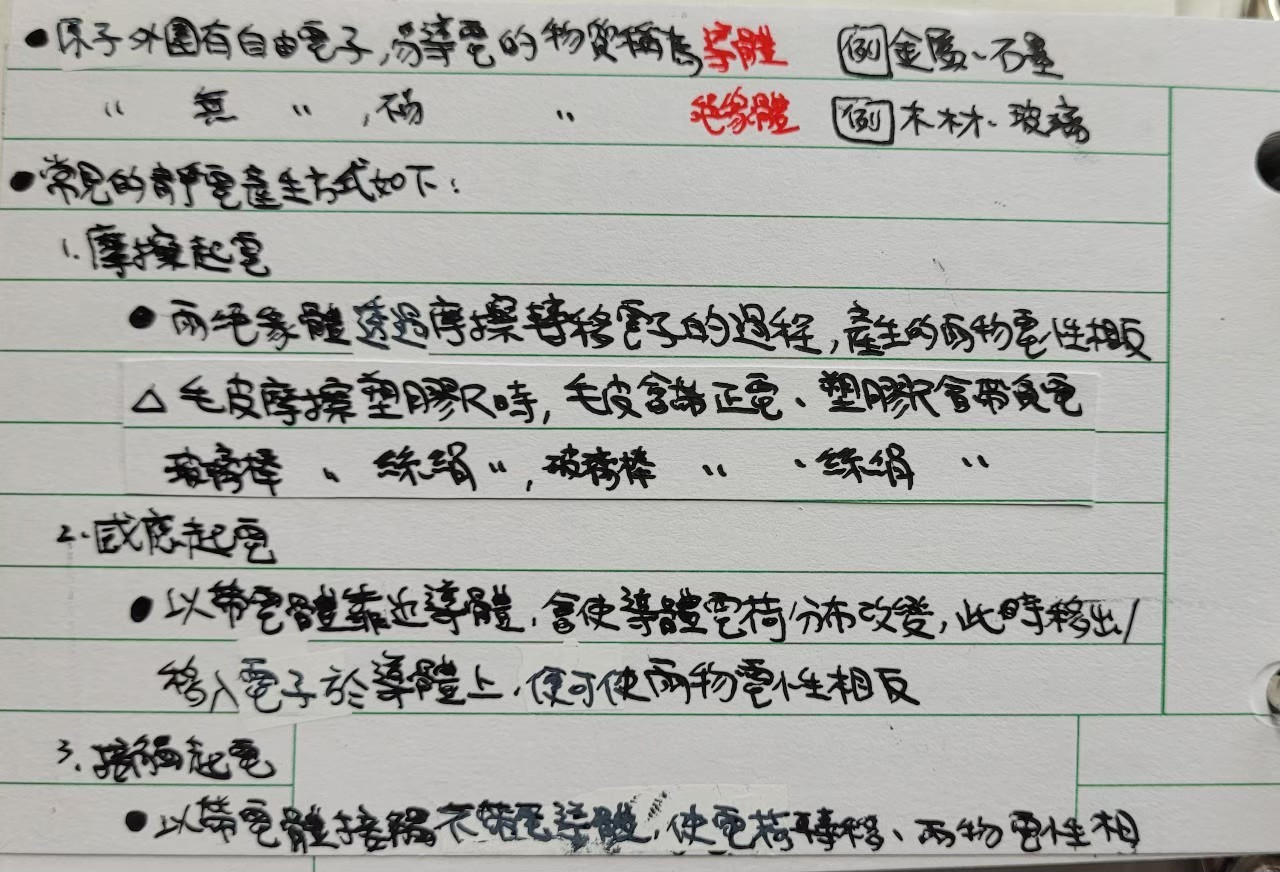 ●原子外圍有自由電子,易導電的物質稱為導體 例 金屬、石墨
〃 無 〃 ,不易 〃 絕緣體 例 木材、玻璃
●常見的靜電產生方式如下:
1.摩擦起電
●兩絕緣體透過摩擦轉移電子的過程,產生的兩物電性相反
△毛皮摩擦塑膠尺時,毛皮會帶正電、塑膠尺會帶負電
玻璃棒 〃 絲絹〃,玻璃棒 〃 、絲絹 〃
2.感應起電
●以帶電體靠近導體,會使導體電荷分布改變,此時移出/
移入電子於導體上,便可使兩物電性相反
3.接觸起電
●以帶電體接觸不帶電導體,使電荷轉移、兩物電性相